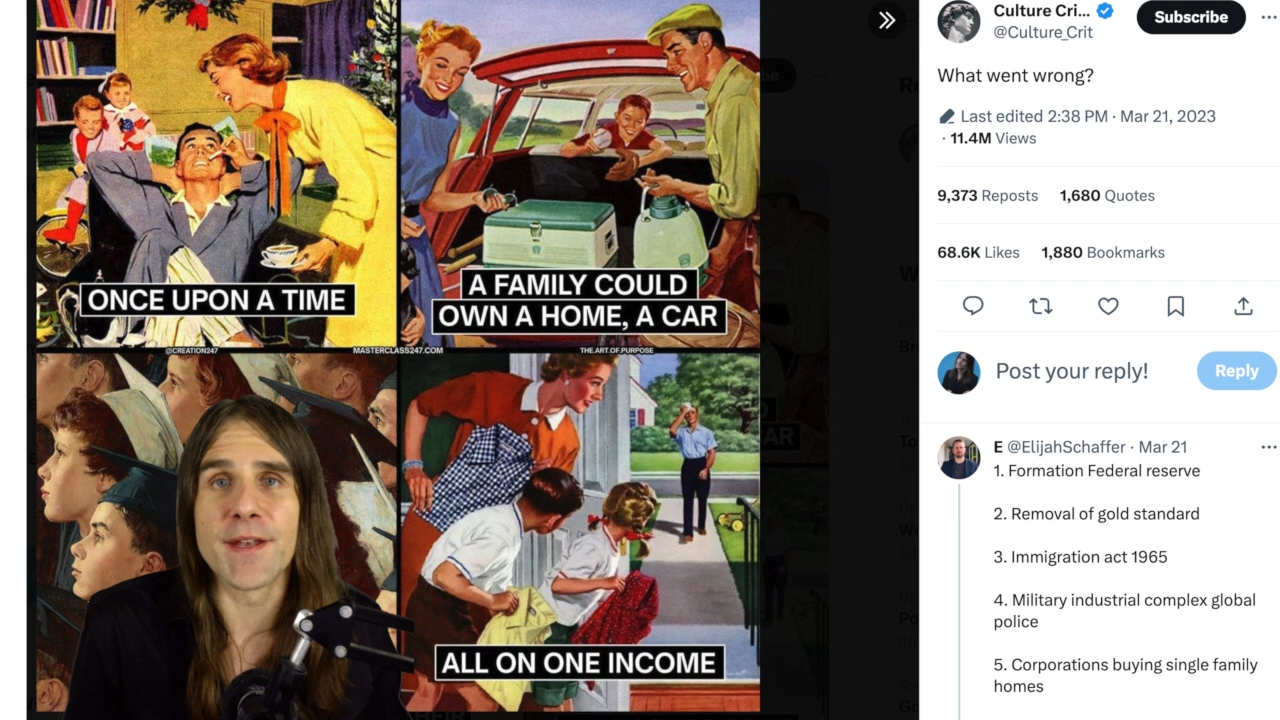 ONCE UPON A TIME
A FAMILY COULD
OWN A HOME, A CAR
@CREATION247
MASTERCLASS247.COM
THE.ART.OF.PURPOSE
ALL ON ONE INCOME
Culture Cri...
@Culture_Crit
Subscribe
What went wrong?
Last edited 2:38 PM · Mar 21, 2023
· 11.4M Views
9,373 Reposts 1,680 Quotes
68.6K Likes 1,880 Bookmarks
Post your reply!
Reply
E @ElijahSchaffer · Mar 21
1. Formation Federal reserve
2. Removal of gold standard
3. Immigration act 1965
4. Military industrial complex global
police
5. Corporations buying single family
homes